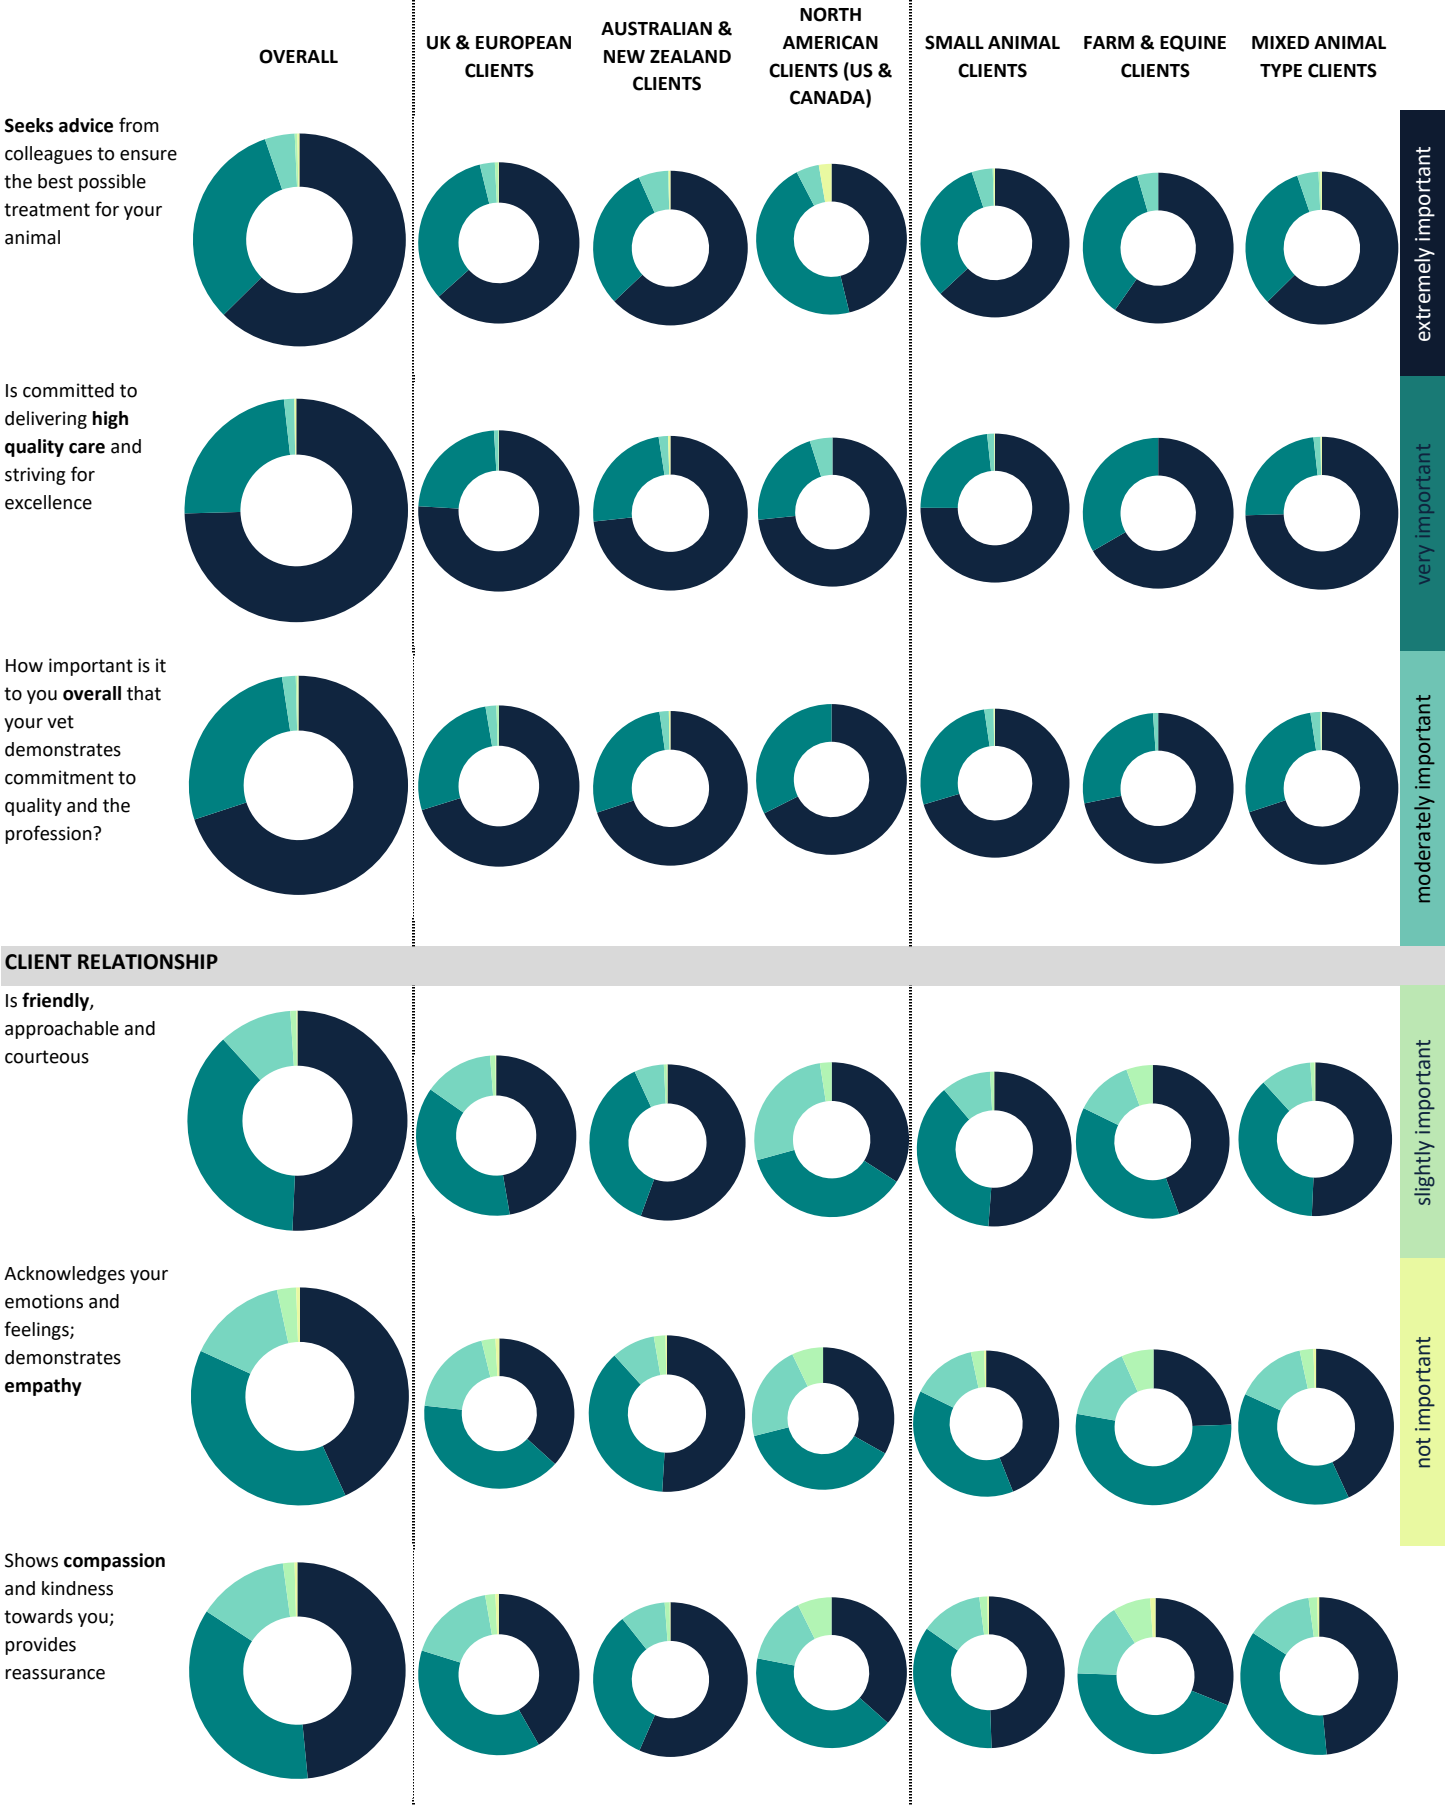 OVERALL
UK & EUROPEAN
CLIENTS
AUSTRALIAN &
NEW ZEALAND
CLIENTS
NORTH
AMERICAN
CLIENTS (US &
CANADA)
SMALL ANIMAL
CLIENTS
FARM & EQUINE
CLIENTS
MIXED ANIMAL
TYPE CLIENTS
Seeks advice from
colleagues to ensure
the best possible
treatment for your
animal
extremely important
Is committed to
delivering high
quality care and
striving for
excellence
very important
How important is it
to you overall that
your vet
demonstrates
commitment to
quality and the
profession?
moderately important
CLIENT RELATIONSHIP
Is friendly,
approachable and
courteous
slightly important
Acknowledges your
emotions and
feelings;
demonstrates
empathy
not important
Shows compassion
and kindness
towards you;
provides
reassurance